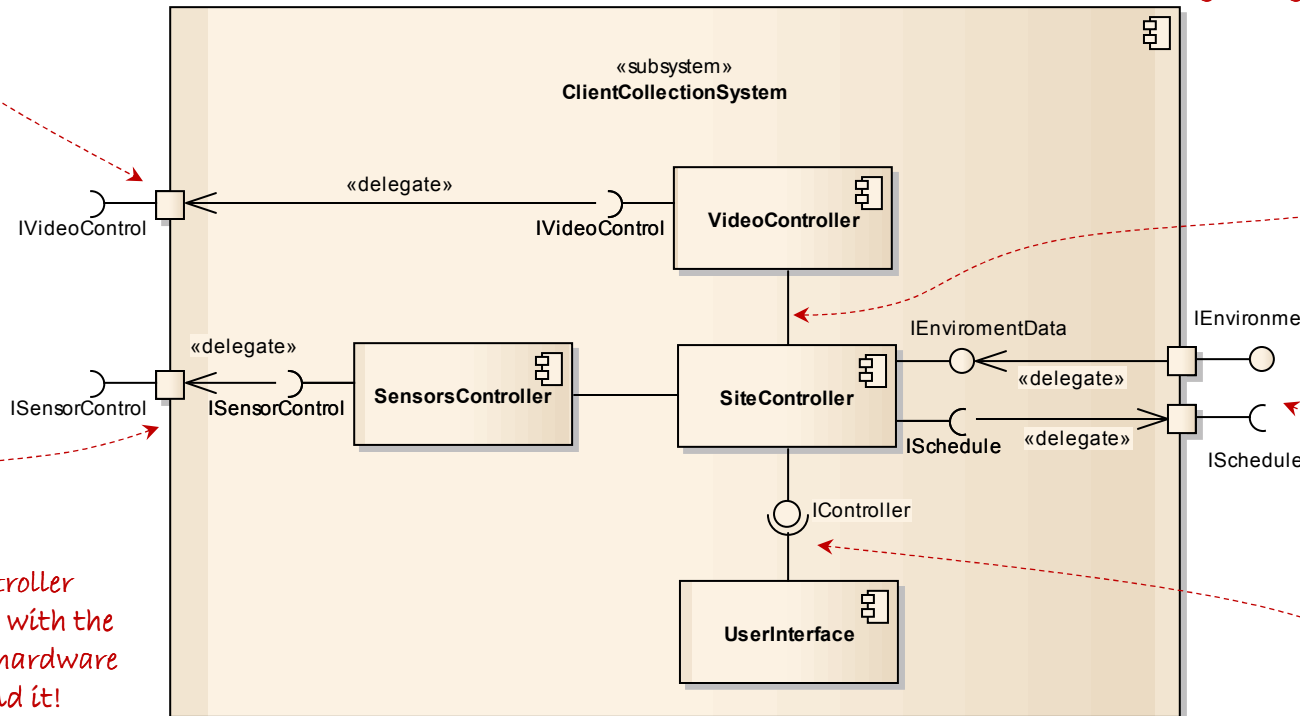 «subsystem»
ClientCollectionSystem
«delegate»
IVideoControl
IVideoControl
VideoController
IEnviromentData
IEnvironme
«delegate»
«delegate»
ISensorControl
ISensorControl
SensorsController
SiteController
ISchedule
«delegate»
ISchedule
IController
troller
with the
hardware
nd it!
UserInterface